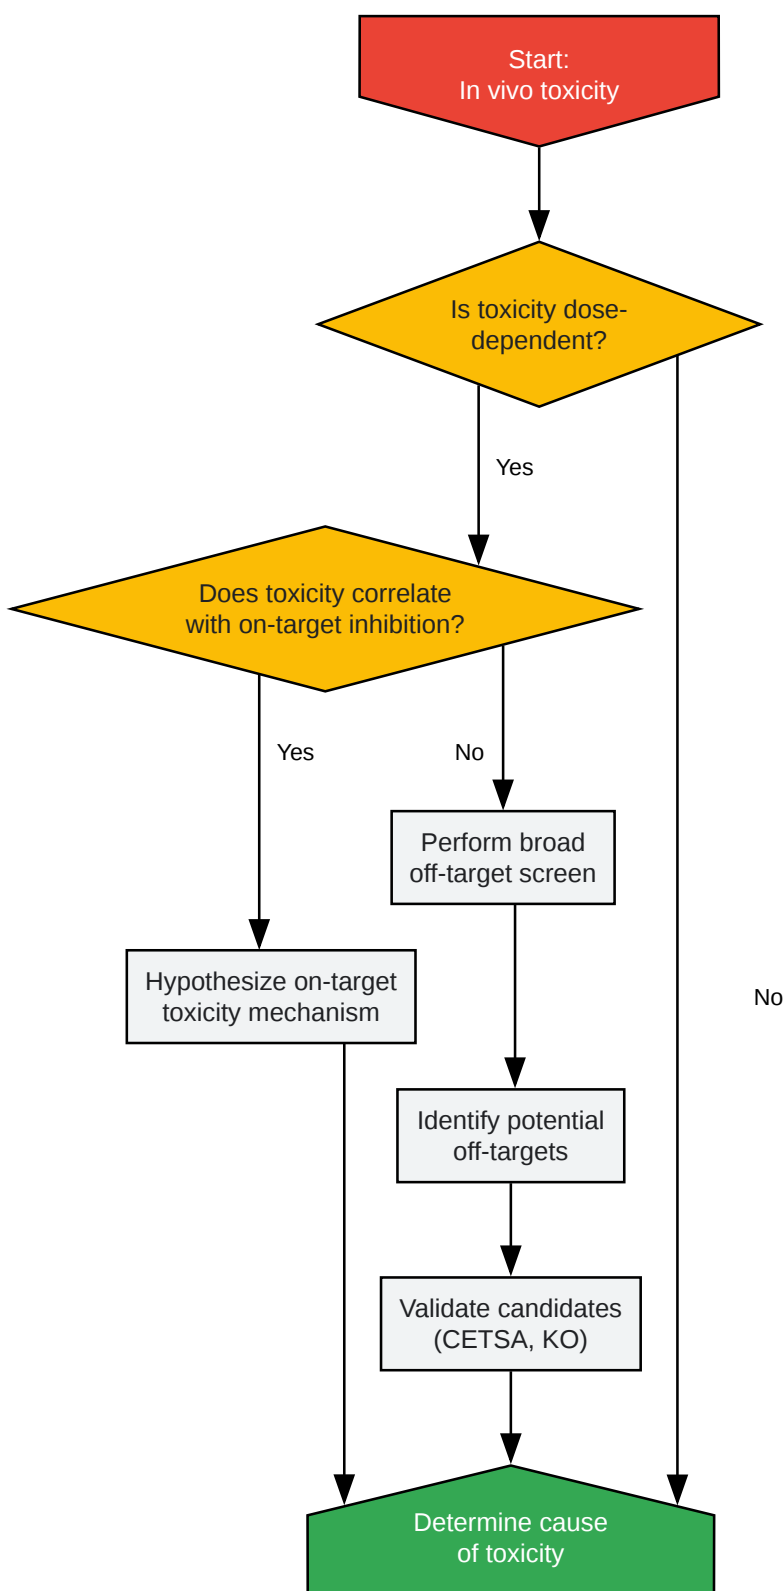 Start:
In vivo toxicity
Is toxicity dose-
dependent?
Yes
Does toxicity correlate
with on-target inhibition?
Yes
No
Perform broad
off-target screen
Hypothesize on-target
toxicity mechanism
No
Identify potential
off-targets
Validate candidates
(CETSA, KO)
Determine cause
of toxicity